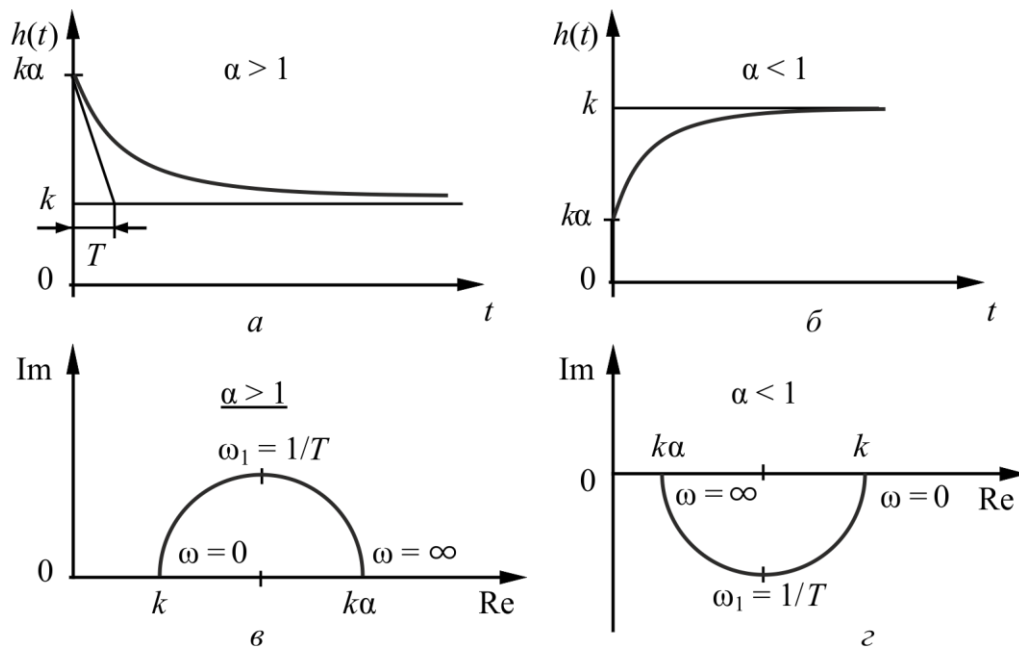 h(t)
kα
α > 1
k
T
0
t
а
h(t)
α < 1
k
kα
0
t
б
Im
α > 1
ω₁ = 1/T
ω = 0
ω = ∞
0
k
kα
Re
в
Im
α < 1
kα
k
0
ω = ∞
ω = 0
Re
ω₁ = 1/T
г